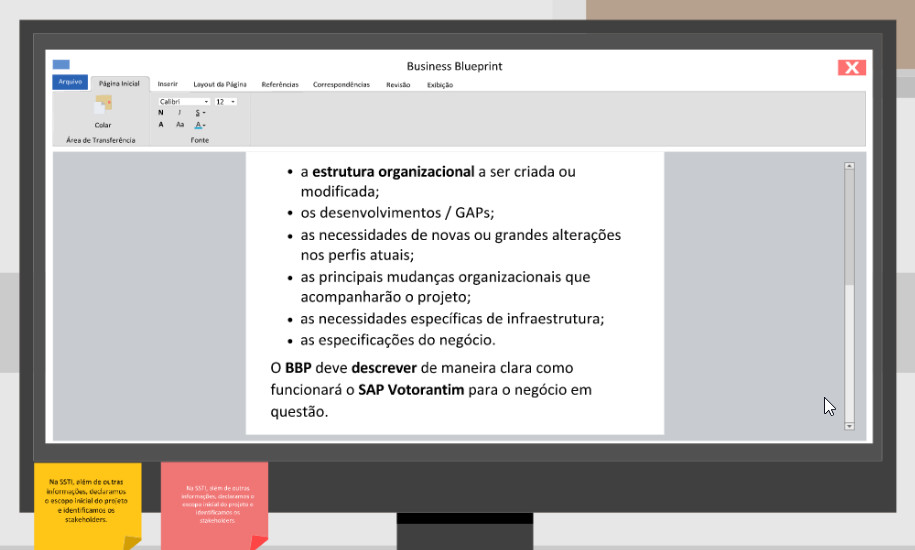 Business Blueprint
X
Arquivo Página Inicial Inserir Layout da Página Referências Correspondências Revisão Exibição
Calibri 12
N I S
Colar
A Aa A
Área de Transferência Fonte
• a estrutura organizacional a ser criada ou
modificada;
• os desenvolvimentos / GAPs;
• as necessidades de novas ou grandes alterações
nos perfis atuais;
• as principais mudanças organizacionais que
acompanharão o projeto;
• as necessidades específicas de infraestrutura;
• as especificações do negócio.
O BBP deve descrever de maneira clara como
funcionará o SAP Votorantim para o negócio em
questão.
Na SSTI, além de outras
informações, declaramos
o escopo inicial do projeto
e identificamos os
stakeholders.
Na SSTI, além de outras
informações, declaramos o
escopo inicial do projeto e
identificamos os
stakeholders.